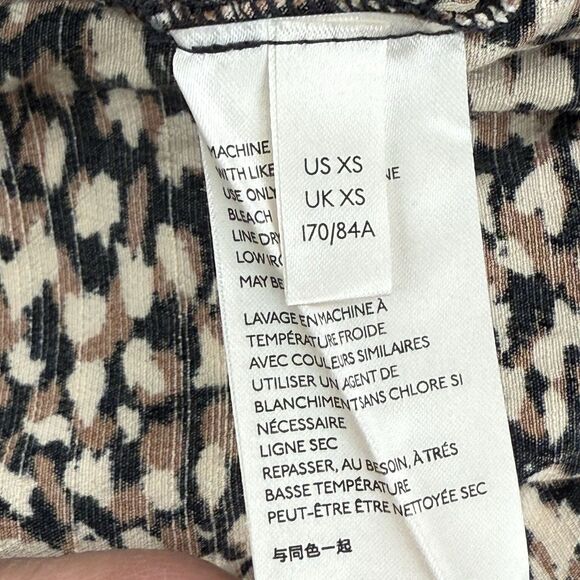 US XS
UK XS
170/84A
MACHINE
WITH LIKE
USE ONLY NE
BLEACH
LINE DRY
LOW IRO
MAY BE
LAVAGE EN MACHINE À
TEMPÉRATURE FROIDE
AVEC COULEURS SIMILAIRES
UTILISER UN AGENT DE
BLANCHIMENT SANS CHLORE SI
NÉCESSAIRE
LIGNE SEC
REPASSER, AU BESOIN, À TRÉS
BASSE TEMPÉRATURE
PEUT-ÊTRE ÊTRE NETTOYÉE SEC
与同色一起